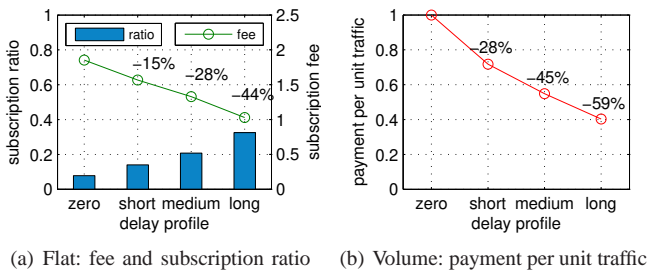 1
0.8
0.6
0.4
0.2
0
subscription ratio
ratio
fee
−15%
−28%
−44%
2.5
2
1.5
1
0.5
0
subscription fee
zero short medium long
delay profile
(a) Flat: fee and subscription ratio
1
0.8
0.6
0.4
0.2
0
payment per unit traffic
−28%
−45%
−59%
zero short medium long
delay profile
(b) Volume: payment per unit traffic